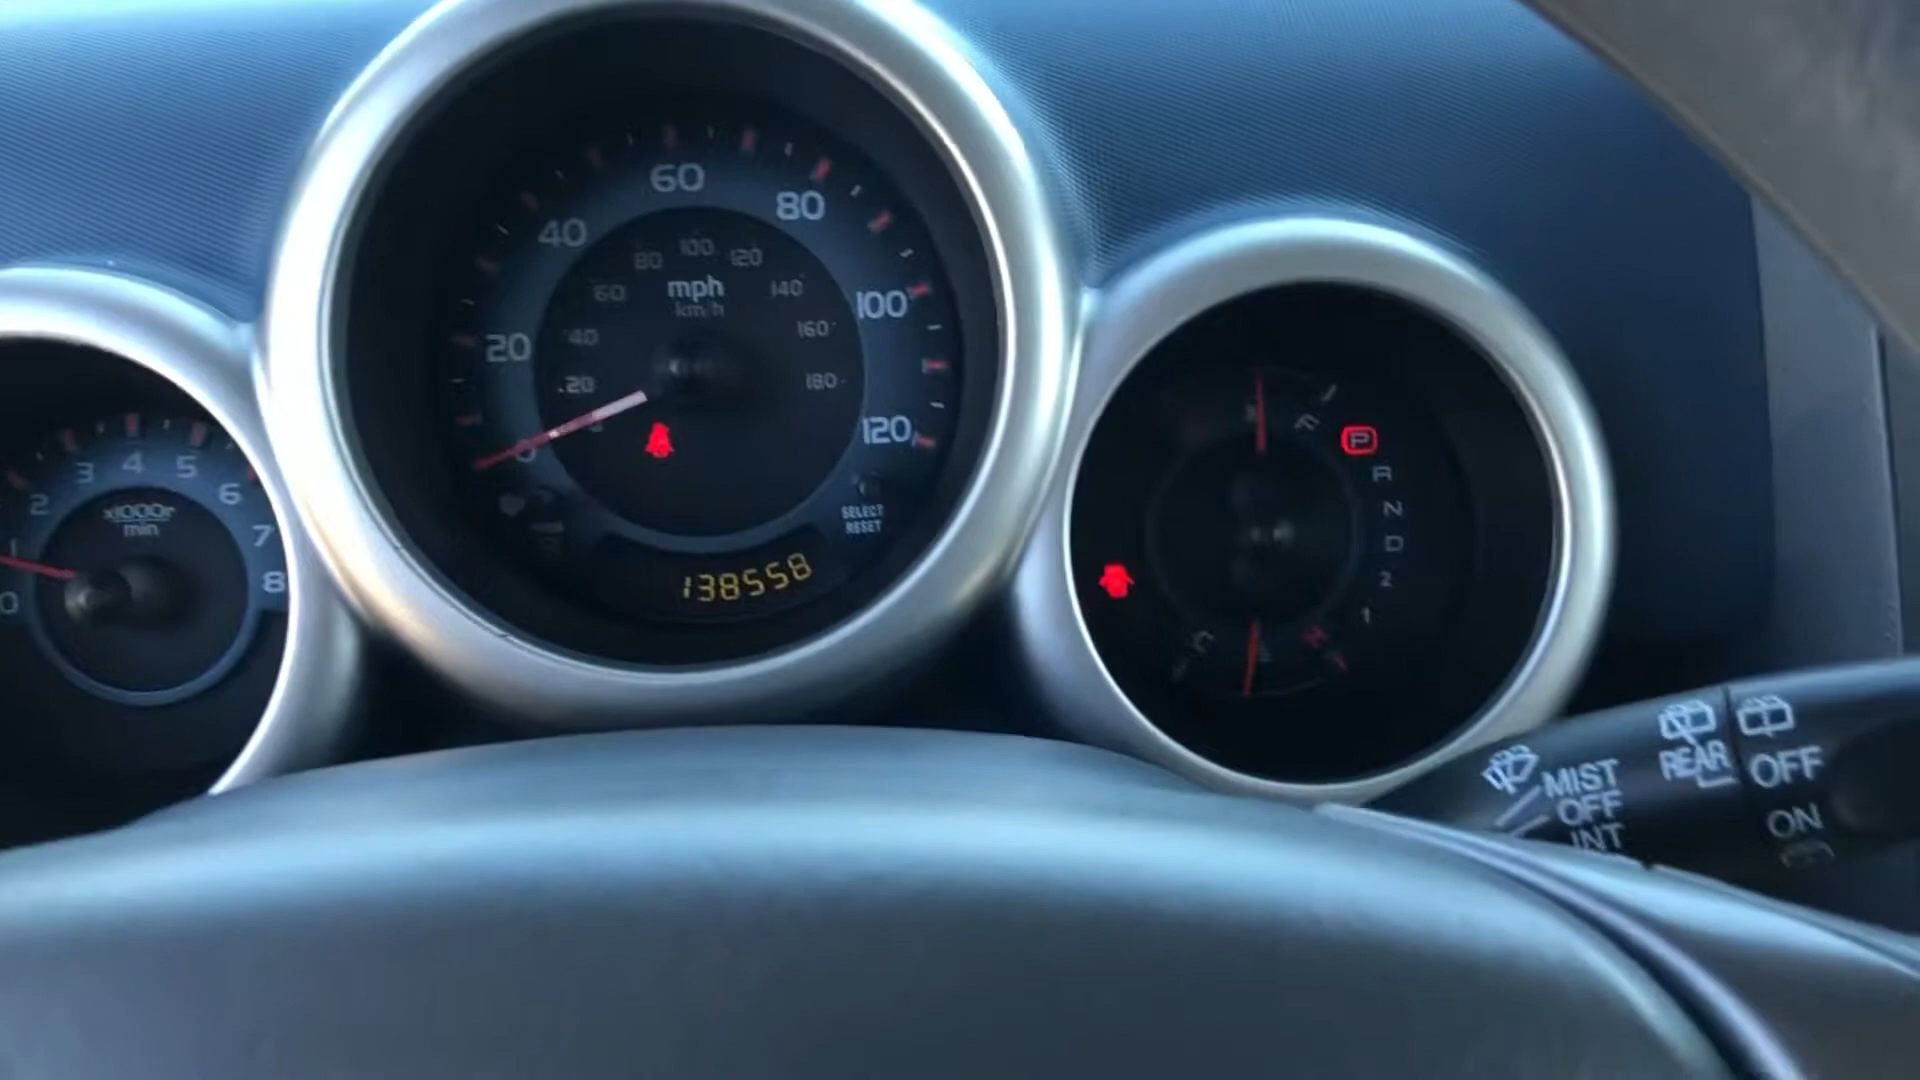 0 1 2 3 4 5 6 7 8
x1000r
min
0 20 40 60 80 100 120
20 40 60 80 100 120 140 160 180
mph
km/h
SELECT
RESET
138558
F
P
R
N
D
2
1
C
H
MIST
OFF
INT
REAR
OFF
ON